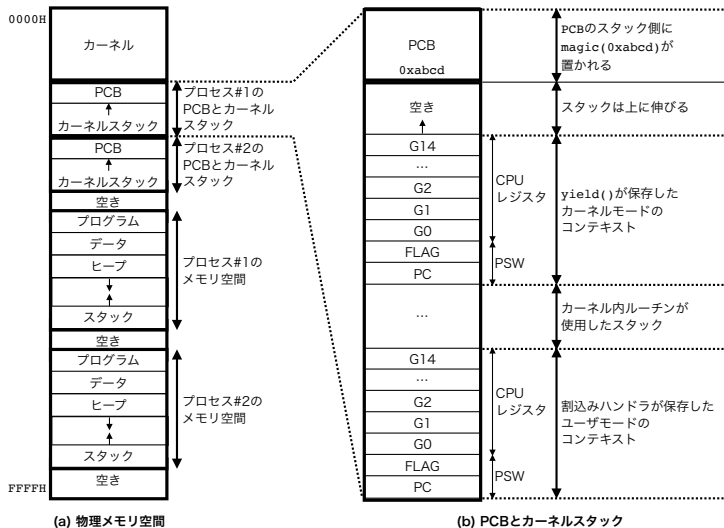 0000H
カーネル
PCB
カーネルスタック
PCB
カーネルスタック
空き
プログラム
データ
ヒープ
スタック
空き
プログラム
データ
ヒープ
スタック
空き
FFFFH
プロセス#1の
PCBとカーネル
スタック
プロセス#2の
PCBとカーネル
スタック
プロセス#1の
メモリ空間
プロセス#2の
メモリ空間
(a) 物理メモリ空間
PCB
0xabcd
空き
G14
…
G2
G1
G0
FLAG
PC
…
G14
…
G2
G1
G0
FLAG
PC
CPU
レジスタ
PSW
CPU
レジスタ
PSW
PCBのスタック側に
magic(0xabcd)が
置かれる
スタックは上に伸びる
yield()が保存した
カーネルモードの
コンテキスト
カーネル内ルーチンが
使用したスタック
割込みハンドラが保存した
ユーザモードの
コンテキスト
(b) PCBとカーネルスタック